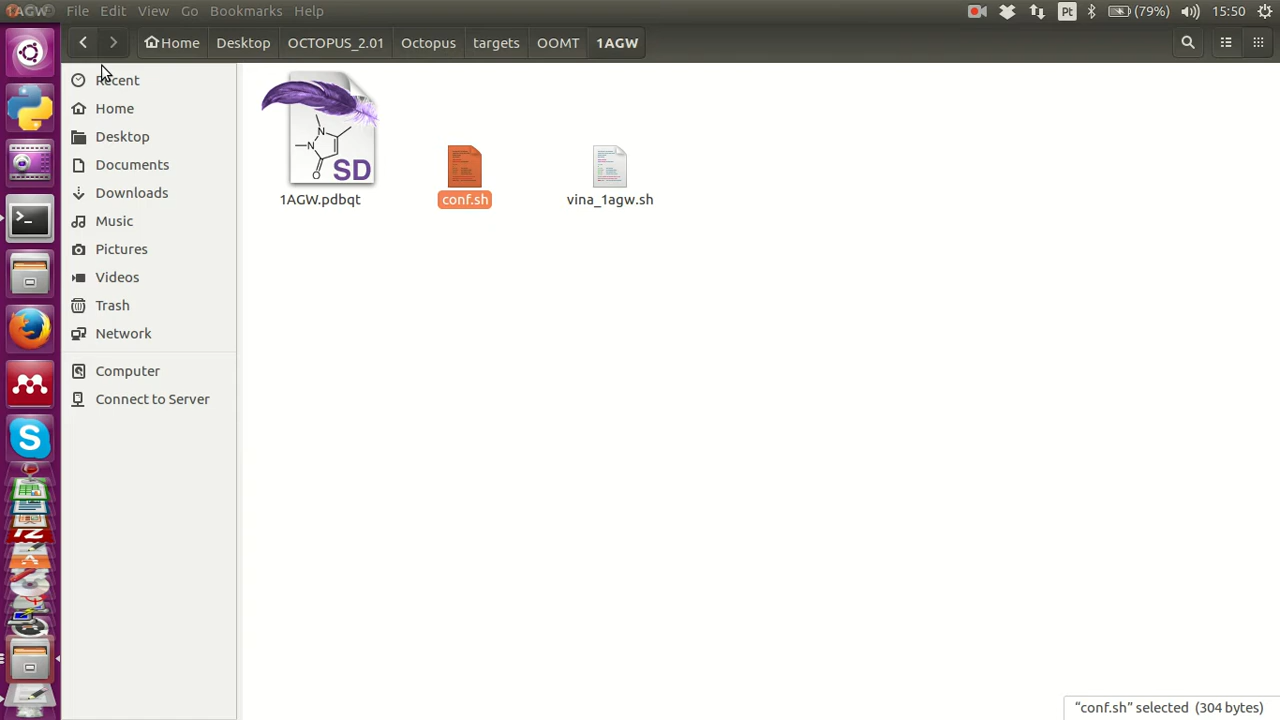 1AGW File Edit View Go Bookmarks Help Pt (79%) 15:50
Home Desktop OCTOPUS_2.01 Octopus targets OOMT 1AGW
Recent
Home
Desktop
Documents
Downloads
Music
Pictures
Videos
Trash
Network
Computer
Connect to Server
SD
1AGW.pdbqt conf.sh vina_1agw.sh
“conf.sh” selected (304 bytes)